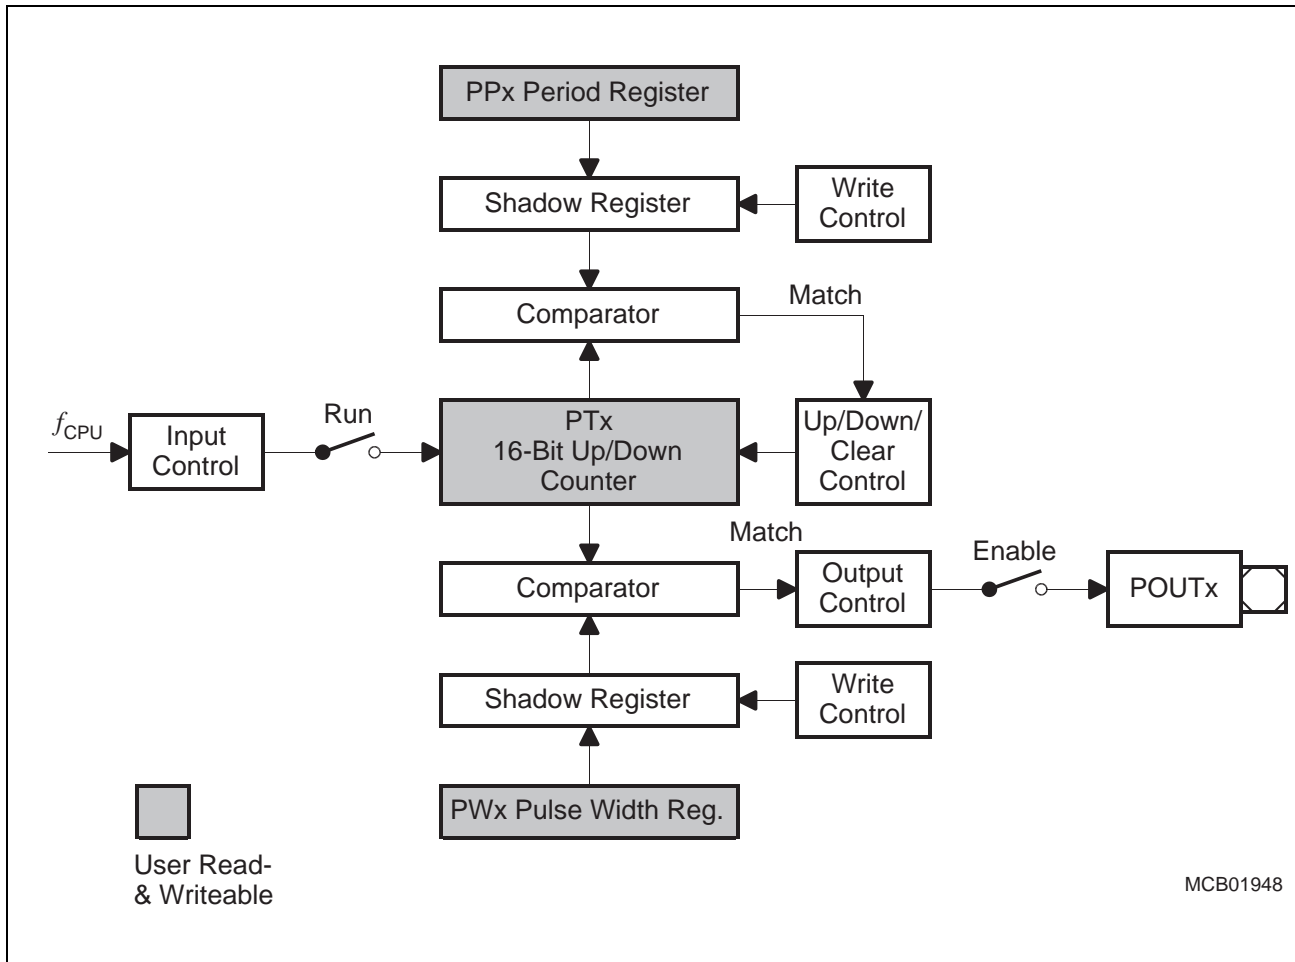 PPx Period Register
Shadow Register
Write
Control
Comparator
Match
fCPU
Input
Control
Run
PTx
16-Bit Up/Down
Counter
Up/Down/
Clear
Control
Match
Comparator
Output
Control
Enable
POUTx
Shadow Register
Write
Control
PWx Pulse Width Reg.
User Read-
& Writeable
MCB01948